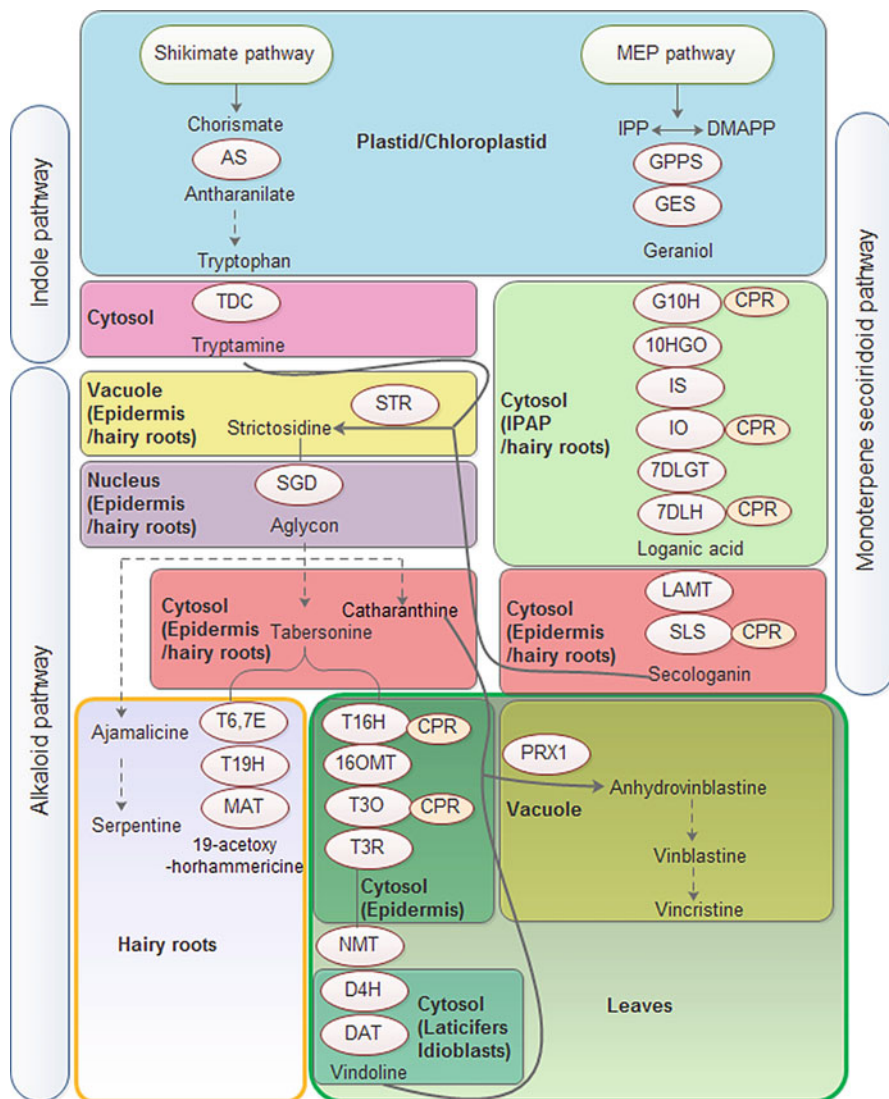 Shikimate pathway
MEP pathway
Chorismate
IPP
DMAPP
AS
Plastid/Chloroplastid
GPPS
Antharanilate
GES
Tryptophan
Geraniol
Indole pathway
Monoterpene secoiridoid pathway
Alkaloid pathway
TDC
Cytosol
Tryptamine
G10H
CPR
10HGO
IS
IO
CPR
7DLGT
7DLH
CPR
Loganic acid
Cytosol
(IPAP
/hairy roots)
Vacuole
(Epidermis
/hairy roots)
STR
Strictosidine
Nucleus
(Epidermis
/hairy roots)
SGD
Aglycon
Cytosol
(Epidermis
/hairy roots)
Catharanthine
Tabersonine
Cytosol
(Epidermis
/hairy roots)
LAMT
SLS
CPR
Secologanin
Ajamalicine
Serpentine
T6,7E
T19H
MAT
19-acetoxy
-horhammericine
Hairy roots
T16H
CPR
16OMT
T3O
CPR
T3R
Cytosol
(Epidermis)
NMT
D4H
DAT
Cytosol
(Laticifers
Idioblasts)
Vindoline
PRX1
Vacuole
Anhydrovinblastine
Vinblastine
Vincristine
Leaves